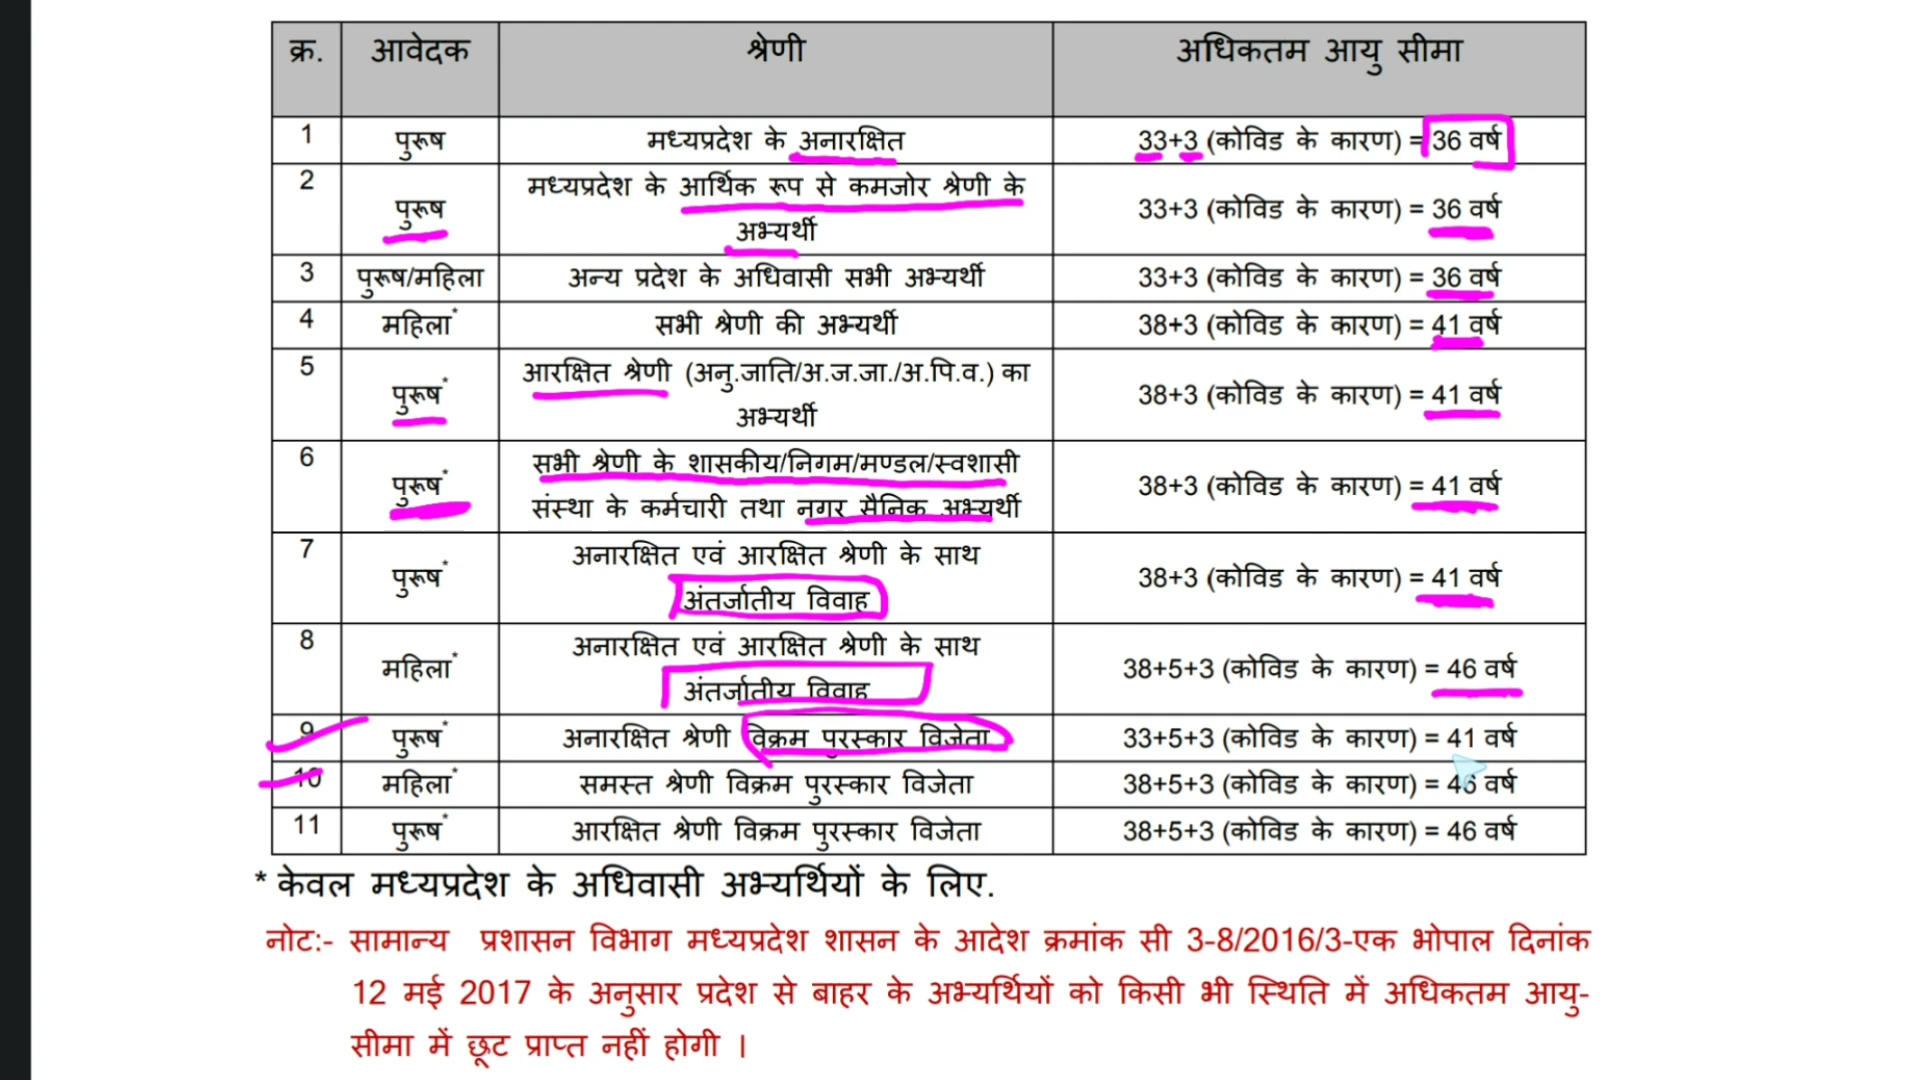 क्र. आवेदक श्रेणी अधिकतम आयु सीमा
1 पुरूष मध्यप्रदेश के अनारक्षित 33+3 (कोविड के कारण) = 36 वर्ष
2 पुरूष मध्यप्रदेश के आर्थिक रूप से कमजोर श्रेणी के
अभ्यर्थी 33+3 (कोविड के कारण) = 36 वर्ष
3 पुरूष/महिला अन्य प्रदेश के अधिवासी सभी अभ्यर्थी 33+3 (कोविड के कारण) = 36 वर्ष
4 महिला* सभी श्रेणी की अभ्यर्थी 38+3 (कोविड के कारण) = 41 वर्ष
5 पुरूष* आरक्षित श्रेणी (अनु.जाति/अ.ज.जा./अ.पि.व.) का
अभ्यर्थी 38+3 (कोविड के कारण) = 41 वर्ष
6 पुरूष* सभी श्रेणी के शासकीय/निगम/मण्डल/स्वशासी
संस्था के कर्मचारी तथा नगर सैनिक अभ्यर्थी 38+3 (कोविड के कारण) = 41 वर्ष
7 पुरूष* अनारक्षित एवं आरक्षित श्रेणी के साथ
अंतर्जातीय विवाह 38+3 (कोविड के कारण) = 41 वर्ष
8 महिला* अनारक्षित एवं आरक्षित श्रेणी के साथ
अंतर्जातीय विवाह 38+5+3 (कोविड के कारण) = 46 वर्ष
9 पुरूष* अनारक्षित श्रेणी विक्रम पुरस्कार विजेता 33+5+3 (कोविड के कारण) = 41 वर्ष
10 महिला* समस्त श्रेणी विक्रम पुरस्कार विजेता 38+5+3 (कोविड के कारण) = 46 वर्ष
11 पुरूष* आरक्षित श्रेणी विक्रम पुरस्कार विजेता 38+5+3 (कोविड के कारण) = 46 वर्ष
* केवल मध्यप्रदेश के अधिवासी अभ्यर्थियों के लिए.
नोट:- सामान्य प्रशासन विभाग मध्यप्रदेश शासन के आदेश क्रमांक सी 3-8/2016/3-एक भोपाल दिनांक
12 मई 2017 के अनुसार प्रदेश से बाहर के अभ्यर्थियों को किसी भी स्थिति में अधिकतम आयु-
सीमा में छूट प्राप्त नहीं होगी ।